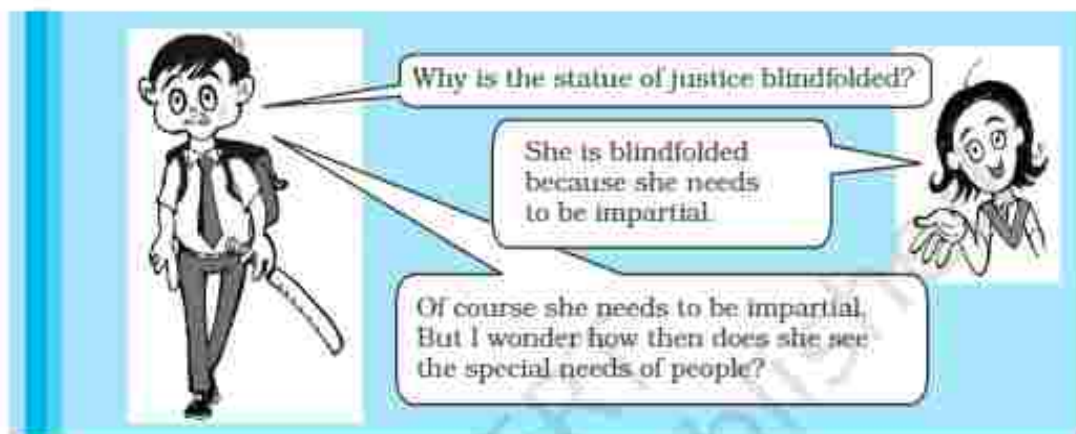 Why is the statue of justice blindfolded?
She is blindfolded
because she needs
to be impartial.
Of course she needs to be impartial.
But I wonder how then does she see
the special needs of people?